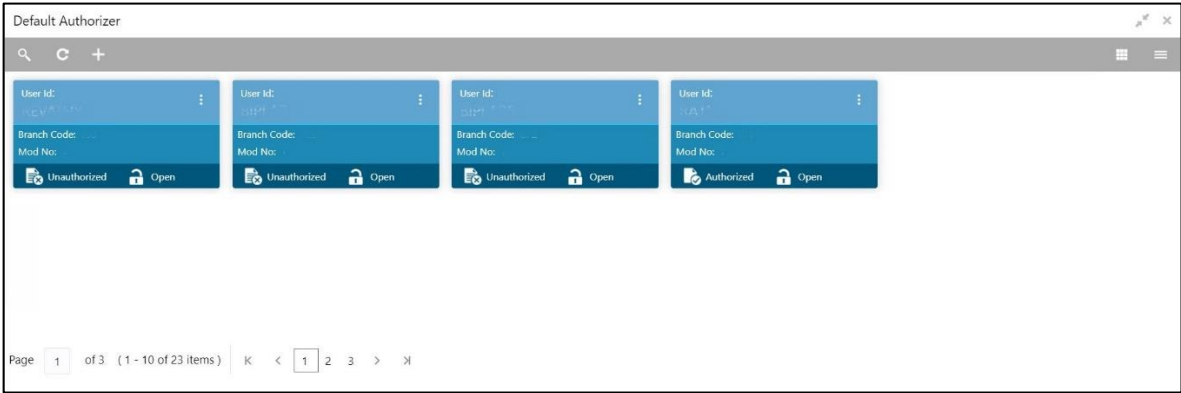 Default Authorizer
User Id: User Id: User Id: User Id:
Branch Code: Branch Code: Branch Code: Branch Code:
Mod No: Mod No: Mod No: Mod No:
Unauthorized Open Unauthorized Open Unauthorized Open Authorized Open
Page 1 of 3 ( 1 - 10 of 23 items ) 1 2 3